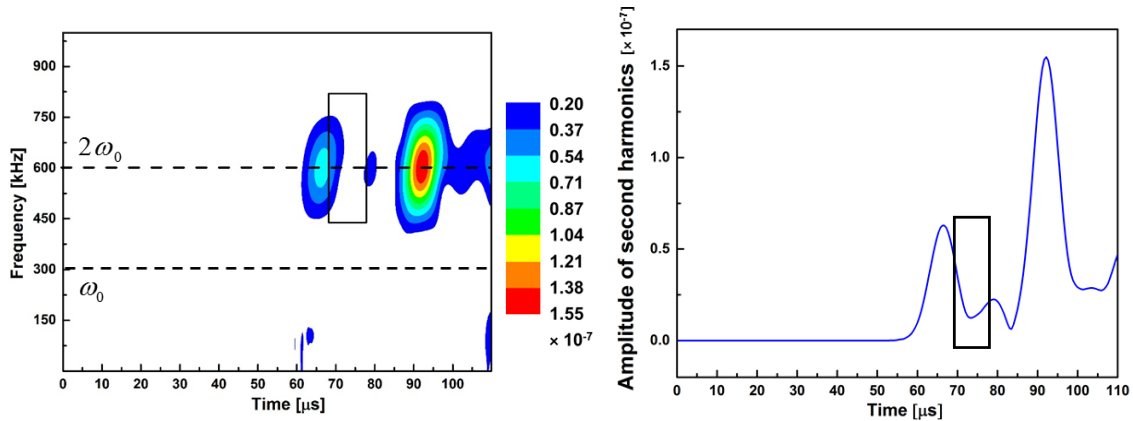 900
750
600
450
300
150
Frequency [kHz]
2ω₀
ω₀
0 10 20 30 40 50 60 70 80 90 100
Time [μs]
0.20
0.37
0.54
0.71
0.87
1.04
1.21
1.38
1.55
× 10⁻⁷
Amplitude of second harmonics [× 10⁻⁷]
1.5
1.0
0.5
0.0
0 10 20 30 40 50 60 70 80 90 100 110
Time [μs]